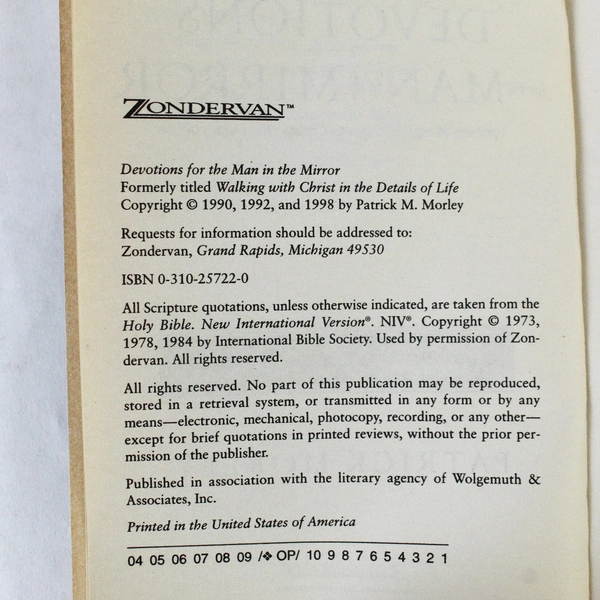 ZONDERVAN™
Devotions for the Man in the Mirror
Formerly titled Walking with Christ in the Details of Life
Copyright © 1990, 1992, and 1998 by Patrick M. Morley
Requests for information should be addressed to:
Zondervan, Grand Rapids, Michigan 49530
ISBN 0-310-25722-0
All Scripture quotations, unless otherwise indicated, are taken from the
Holy Bible. New International Version®. NIV®. Copyright © 1973,
1978, 1984 by International Bible Society. Used by permission of Zon-
dervan. All rights reserved.
All rights reserved. No part of this publication may be reproduced,
stored in a retrieval system, or transmitted in any form or by any
means—electronic, mechanical, photocopy, recording, or any other—
except for brief quotations in printed reviews, without the prior per-
mission of the publisher.
Published in association with the literary agency of Wolgemuth &
Associates, Inc.
Printed in the United States of America
04 05 06 07 08 09 /❖ OP/ 10 9 8 7 6 5 4 3 2 1